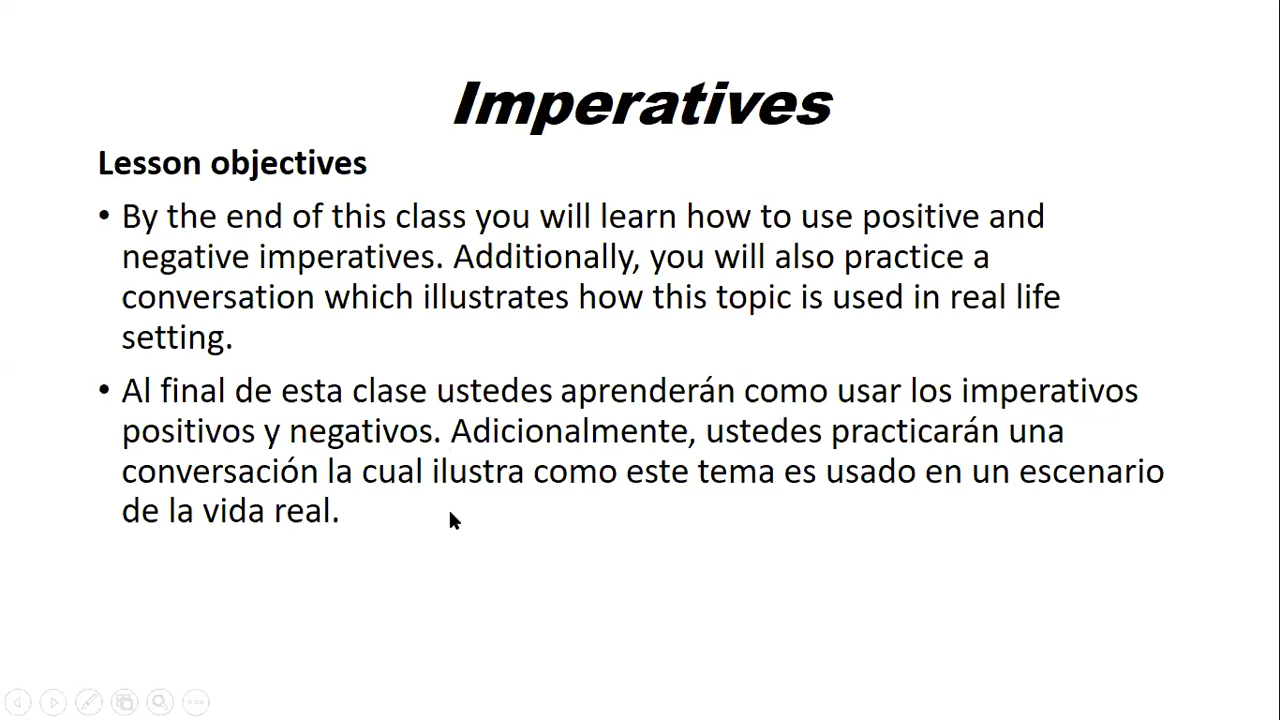 Imperatives
Lesson objectives
• By the end of this class you will learn how to use positive and
negative imperatives. Additionally, you will also practice a
conversation which illustrates how this topic is used in real life
setting.
• Al final de esta clase ustedes aprenderán como usar los imperativos
positivos y negativos. Adicionalmente, ustedes practicarán una
conversación la cual ilustra como este tema es usado en un escenario
de la vida real.